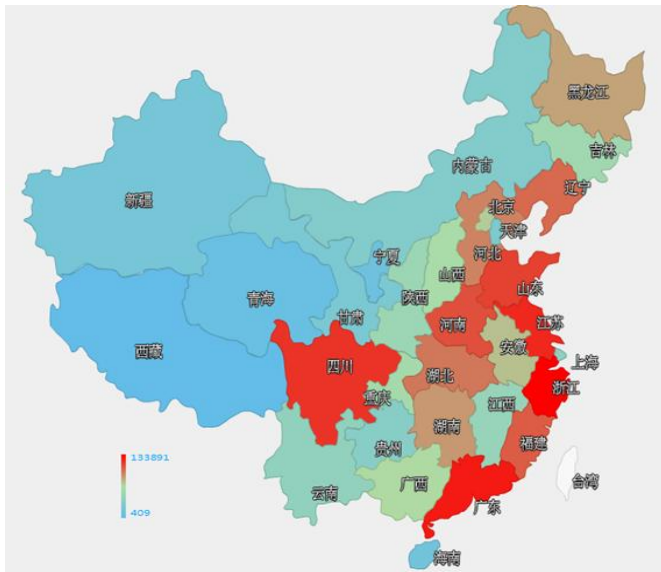 黑龙江
吉林
内蒙古
辽宁
新疆
北京
天津
宁夏
河北
山西
青海
山东
陕西
甘肃
河南
江苏
安徽
西藏
四川
上海
湖北
浙江
重庆
江西
湖南
福建
贵州
133891
台湾
广西
云南
广东
409
海南